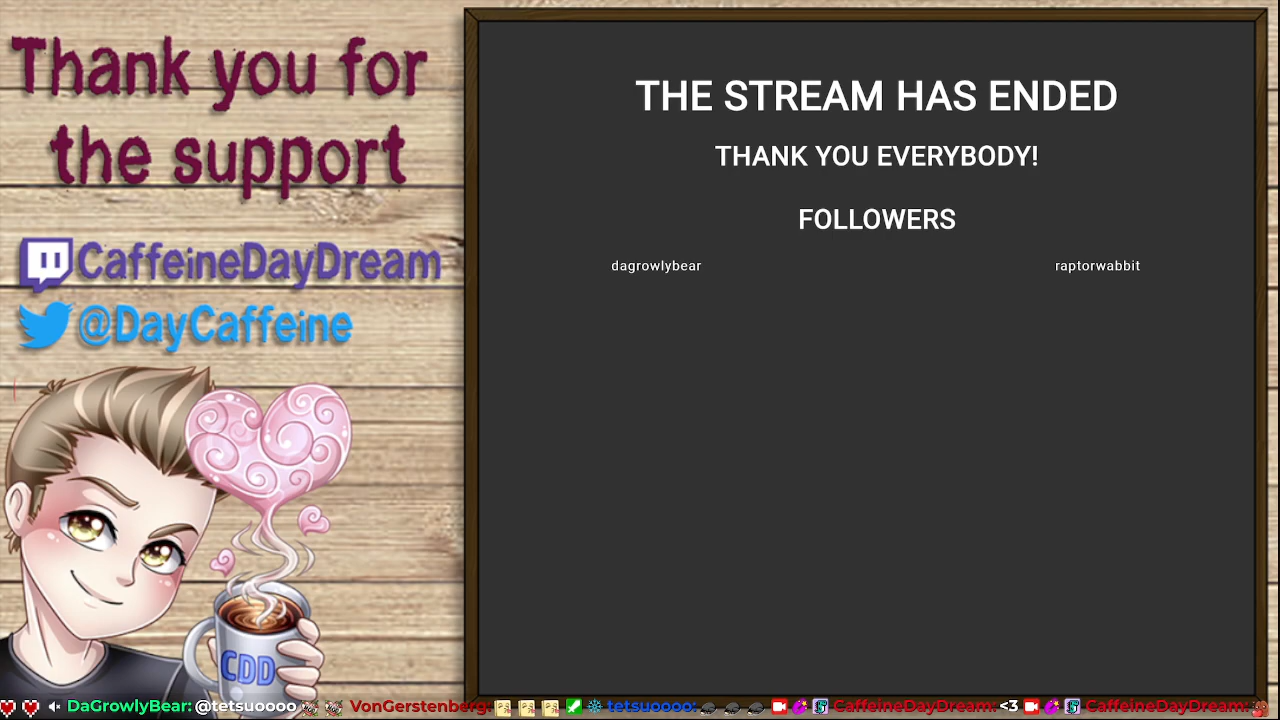 Thank you for
the support
CaffeineDayDream
@DayCaffeine
THE STREAM HAS ENDED
THANK YOU EVERYBODY!
FOLLOWERS
dagrowlybear raptorwabbit
CDD
DaGrowlyBear: @tetsuoooo VonGerstenberg: tetsuoooo: CaffeineDayDream: <3 CaffeineDayDream: